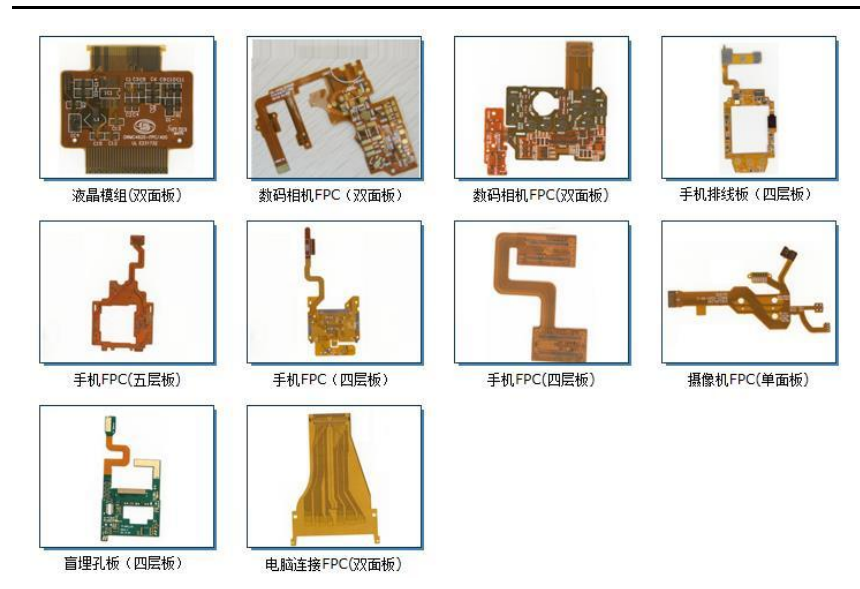 液晶模组(双面板)
数码相机FPC（双面板）
数码相机FPC(双面板)
手机排线板（四层板）
手机FPC(五层板)
手机FPC（四层板）
手机FPC(四层板)
摄像机FPC(单面板)
盲埋孔板（四层板）
电脑连接FPC(双面板)